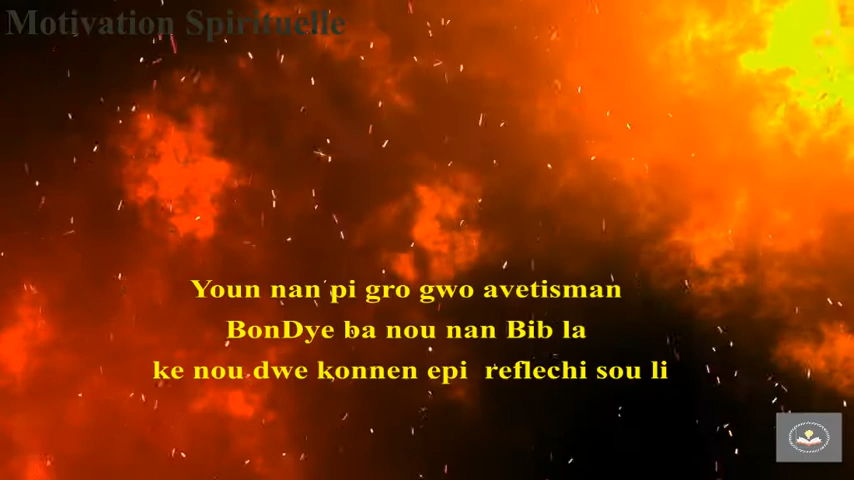 Motivation Spirituelle
Youn nan pi gro gwo avetisman
BonDye ba nou nan Bib la
ke nou dwe konnen epi reflechi sou li